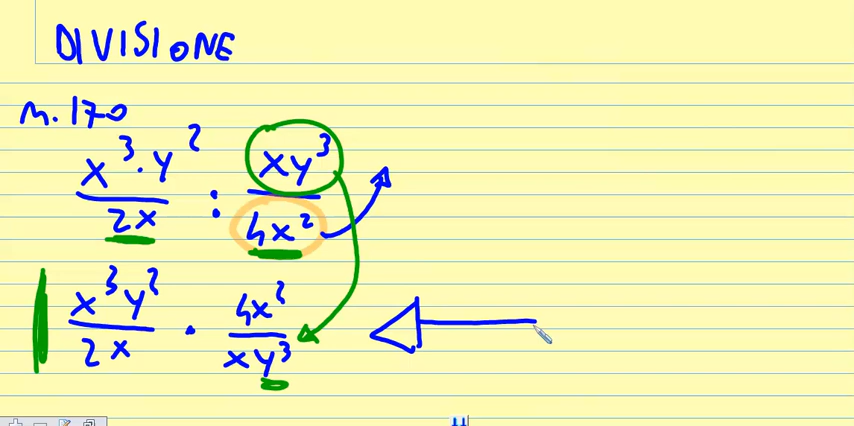 DIVISIONE
n. 170
x³·y²/2x : xy³/4x²
x³y²/2x · 4x²/xy³